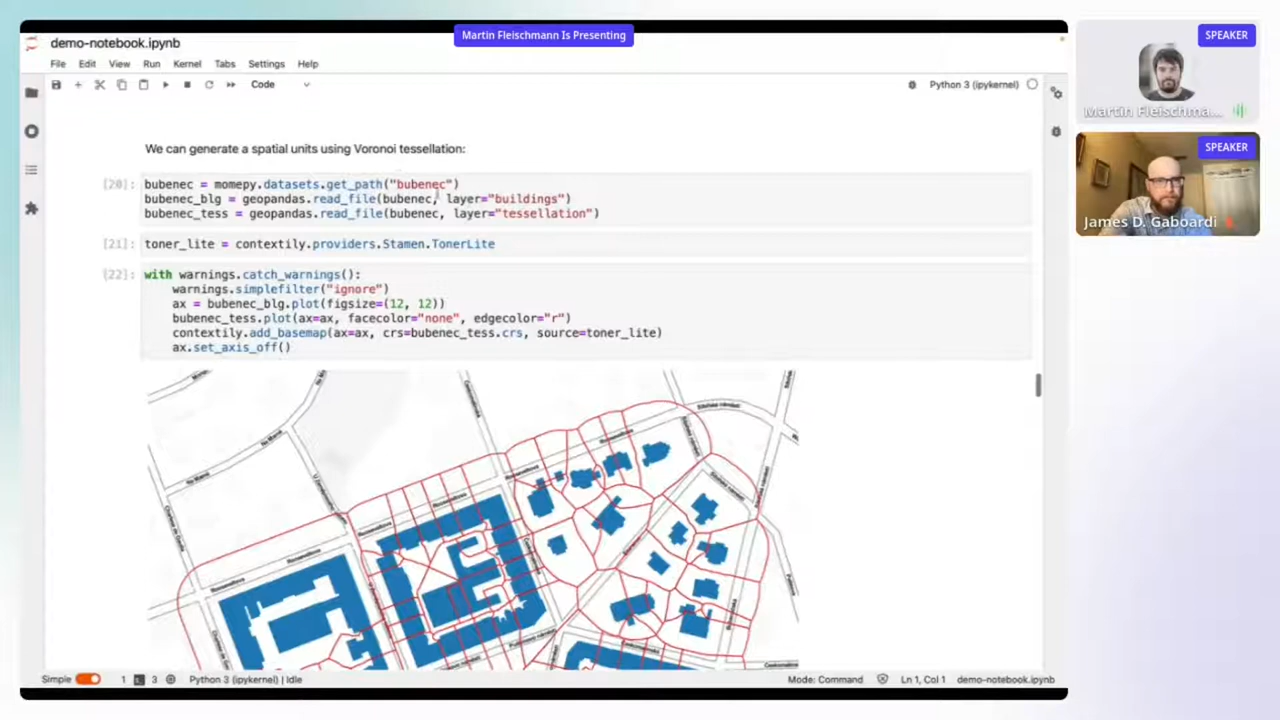 Martin Fleischmann Is Presenting
demo-notebook.ipynb
File Edit View Run Kernel Tabs Settings Help
Code
Python 3 (ipykernel)
We can generate a spatial units using Voronoi tessellation:
[20]: bubenec = momepy.datasets.get_path("bubenec")
bubenec_blg = geopandas.read_file(bubenec, layer="buildings")
bubenec_tess = geopandas.read_file(bubenec, layer="tessellation")
[21]: toner_lite = contextily.providers.Stamen.TonerLite
[22]: with warnings.catch_warnings():
warnings.simplefilter("ignore")
ax = bubenec_blg.plot(figsize=(12, 12))
bubenec_tess.plot(ax=ax, facecolor="none", edgecolor="r")
contextily.add_basemap(ax=ax, crs=bubenec_tess.crs, source=toner_lite)
ax.set_axis_off()
Simple 1 3 Python 3 (ipykernel) | Idle
Mode: Command Ln 1, Col 1 demo-notebook.ipynb
SPEAKER
Martin Fleischma...
SPEAKER
James D. Gaboardi